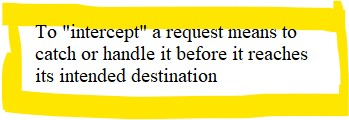 To "intercept" a request means to
catch or handle it before it reaches
its intended destination